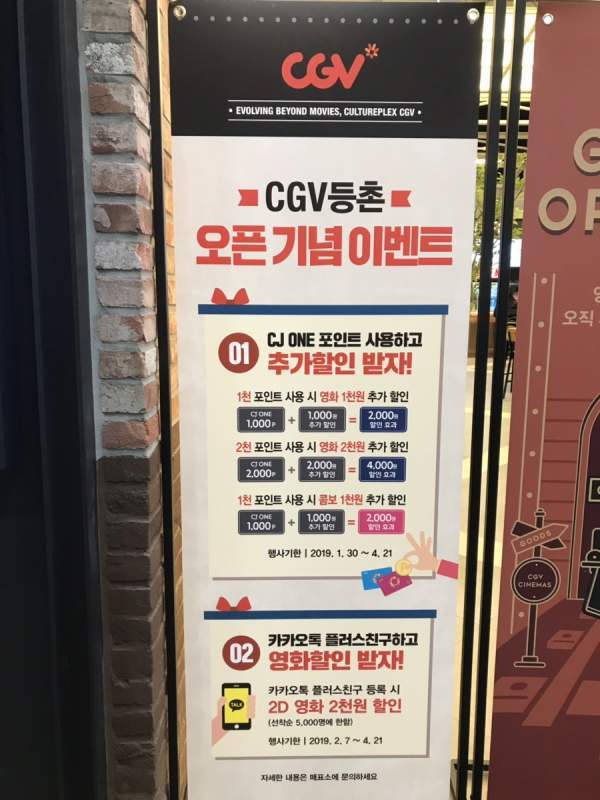 CGV
• EVOLVING BEYOND MOVIES, CULTUREPLEX CGV •
CGV등촌
오픈 기념 이벤트
01
CJ ONE 포인트 사용하고
추가할인 받자!
1천 포인트 사용 시 영화 1천원 추가 할인
CJ ONE 1,000P + 1,000원 추가 할인 = 2,000원 할인 효과
2천 포인트 사용 시 영화 2천원 추가 할인
CJ ONE 2,000P + 2,000원 추가 할인 = 4,000원 할인 효과
1천 포인트 사용 시 콤보 1천원 추가 할인
CJ ONE 1,000P + 1,000원 추가 할인 = 2,000원 할인 효과
행사기한 | 2019. 1. 30 ~ 4. 21
02
카카오톡 플러스친구하고
영화할인 받자!
TALK
카카오톡 플러스친구 등록 시
2D 영화 2천원 할인
(선착순 5,000명에 한함)
행사기한 | 2019. 2. 7 ~ 4. 21
자세한 내용은 매표소에 문의하세요
G
OP
오직
GOODS
CGV
CINEMAS